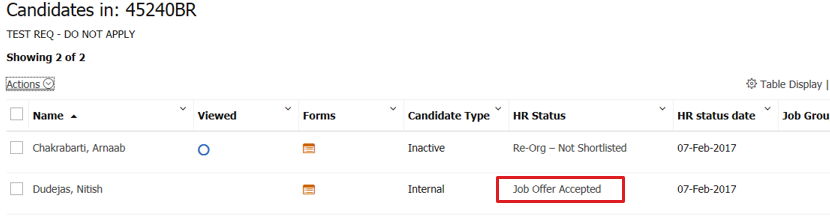 Candidates in: 45240BR
TEST REQ - DO NOT APPLY
Showing 2 of 2
Actions
Table Display |
Name Viewed Forms Candidate Type HR Status HR status date Job Grou
Chakrabarti, Arnaab Inactive Re-Org – Not Shortlisted 07-Feb-2017
Dudejas, Nitish Internal Job Offer Accepted 07-Feb-2017